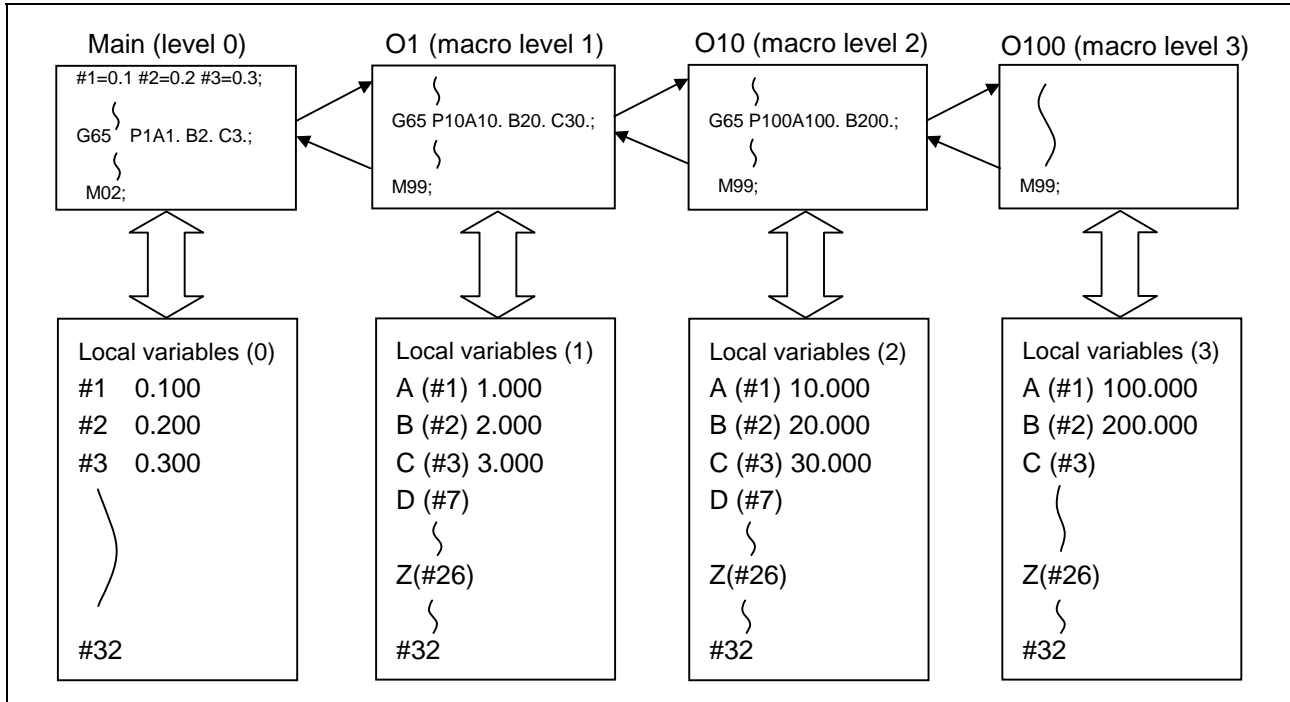 Main (level 0)
#1=0.1 #2=0.2 #3=0.3;
G65 P1A1. B2. C3.;
M02;
O1 (macro level 1)
G65 P10A10. B20. C30.;
M99;
O10 (macro level 2)
G65 P100A100. B200.;
M99;
O100 (macro level 3)
M99;
Local variables (0)
#1 0.100
#2 0.200
#3 0.300
#32
Local variables (1)
A (#1) 1.000
B (#2) 2.000
C (#3) 3.000
D (#7)
Z(#26)
#32
Local variables (2)
A (#1) 10.000
B (#2) 20.000
C (#3) 30.000
D (#7)
Z(#26)
#32
Local variables (3)
A (#1) 100.000
B (#2) 200.000
C (#3)
Z(#26)
#32